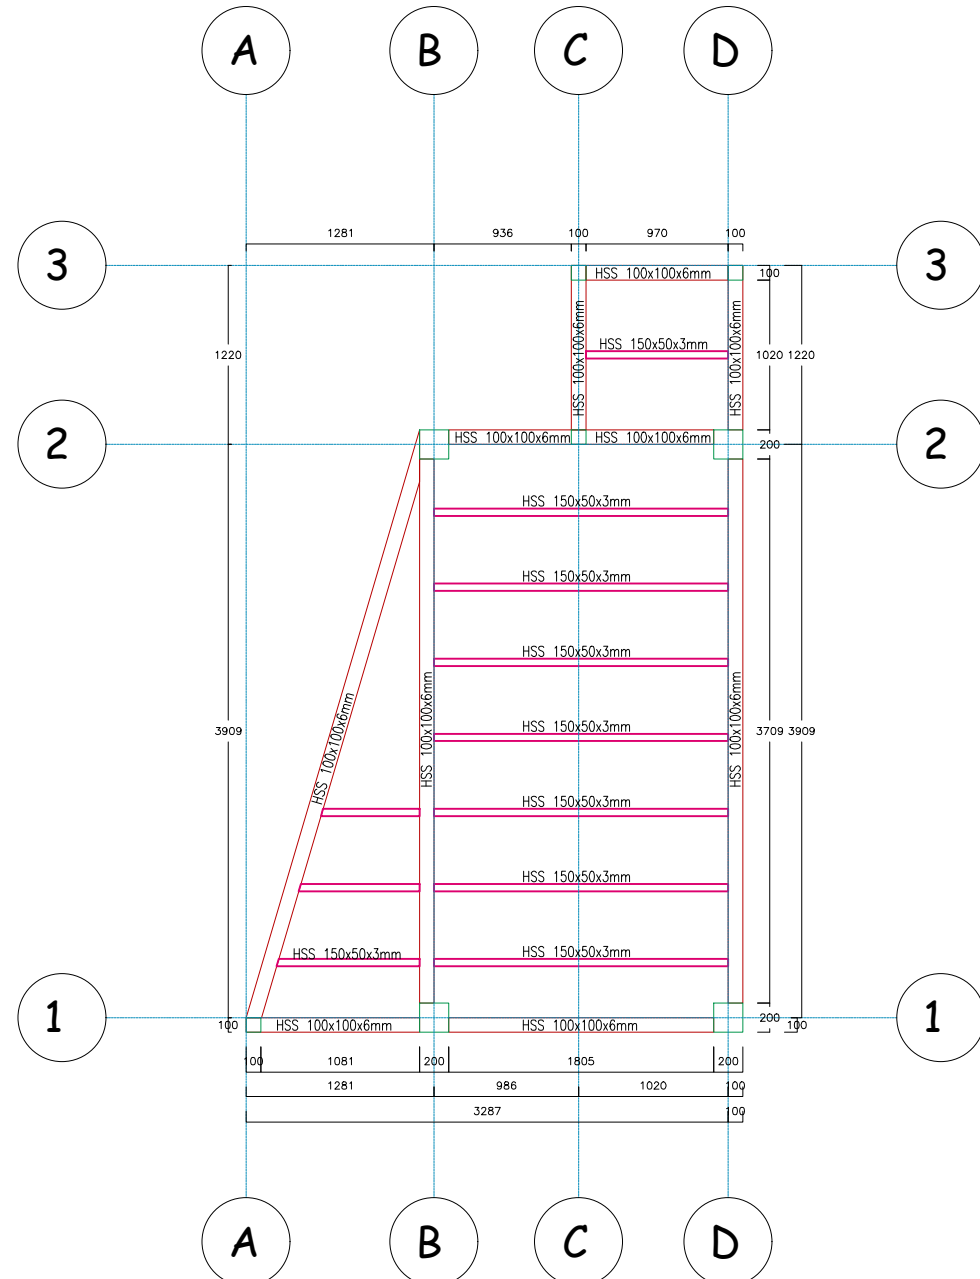 A B C D
3 3
1281 936 100 970 100
HSS 100x100x6mm 100
HSS 100x100x6mm
HSS 100x100x6mm
HSS 150x50x3mm
1220 1020 1220
2 2
HSS 100x100x6mm HSS 100x100x6mm 200
HSS 150x50x3mm
HSS 150x50x3mm
HSS 150x50x3mm
HSS 100x100x6mm
HSS 100x100x6mm
HSS 100x100x6mm
3909 3709 3909
HSS 150x50x3mm
HSS 150x50x3mm
HSS 150x50x3mm
HSS 150x50x3mm HSS 150x50x3mm
1 1
100 HSS 100x100x6mm HSS 100x100x6mm 200 100
100 1081 200 1805 200
1281 986 1020 100
3287 100
A B C D